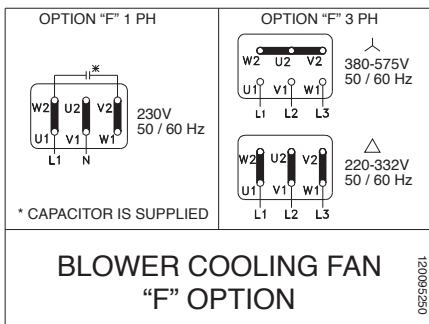 OPTION “F” 1 PH
*
W2 U2 V2
U1 V1 W1
L1 N
230V
50 / 60 Hz
* CAPACITOR IS SUPPLIED
OPTION “F” 3 PH
W2 U2 V2
U1 V1 W1
L1 L2 L3
380-575V
50 / 60 Hz
W2 U2 V2
U1 V1 W1
L1 L2 L3
220-332V
50 / 60 Hz
BLOWER COOLING FAN
“F” OPTION
120095250